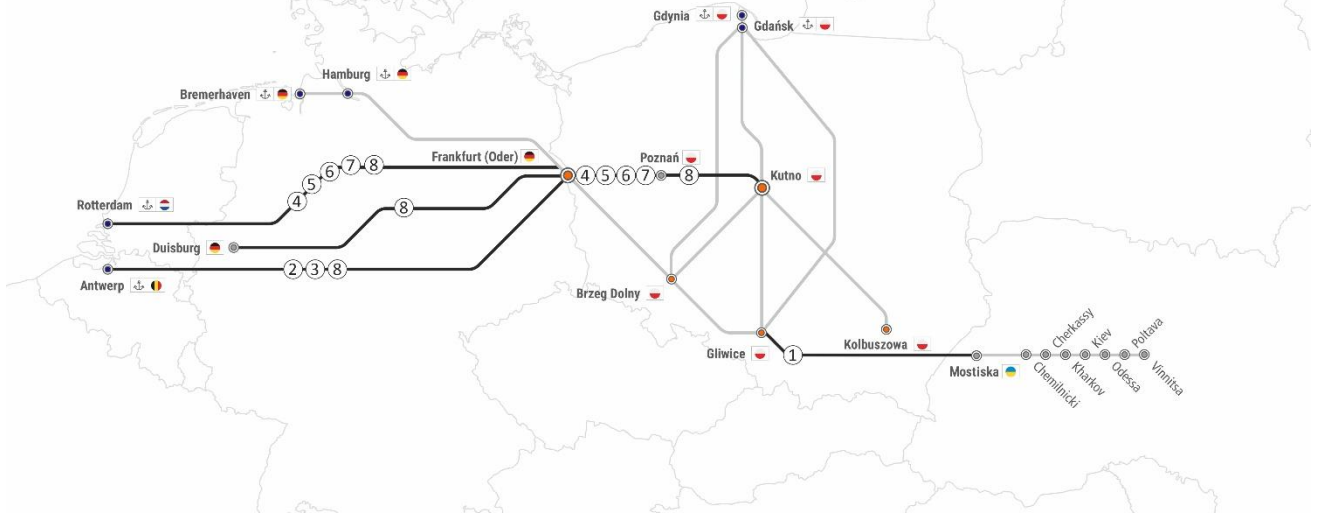 Gdynia
Gdańsk
Hamburg
Bremerhaven
Frankfurt (Oder)
Poznań
7
8
6
5
4
4 5 6 7
8
Kutno
Rotterdam
8
Duisburg
2 3 8
Antwerp
Brzeg Dolny
Gliwice
1
Kolbuszowa
Mostiska
Cherkassy
Kiev
Poltava
Chemilnicki
Kharkov
Odessa
Vinnitsa